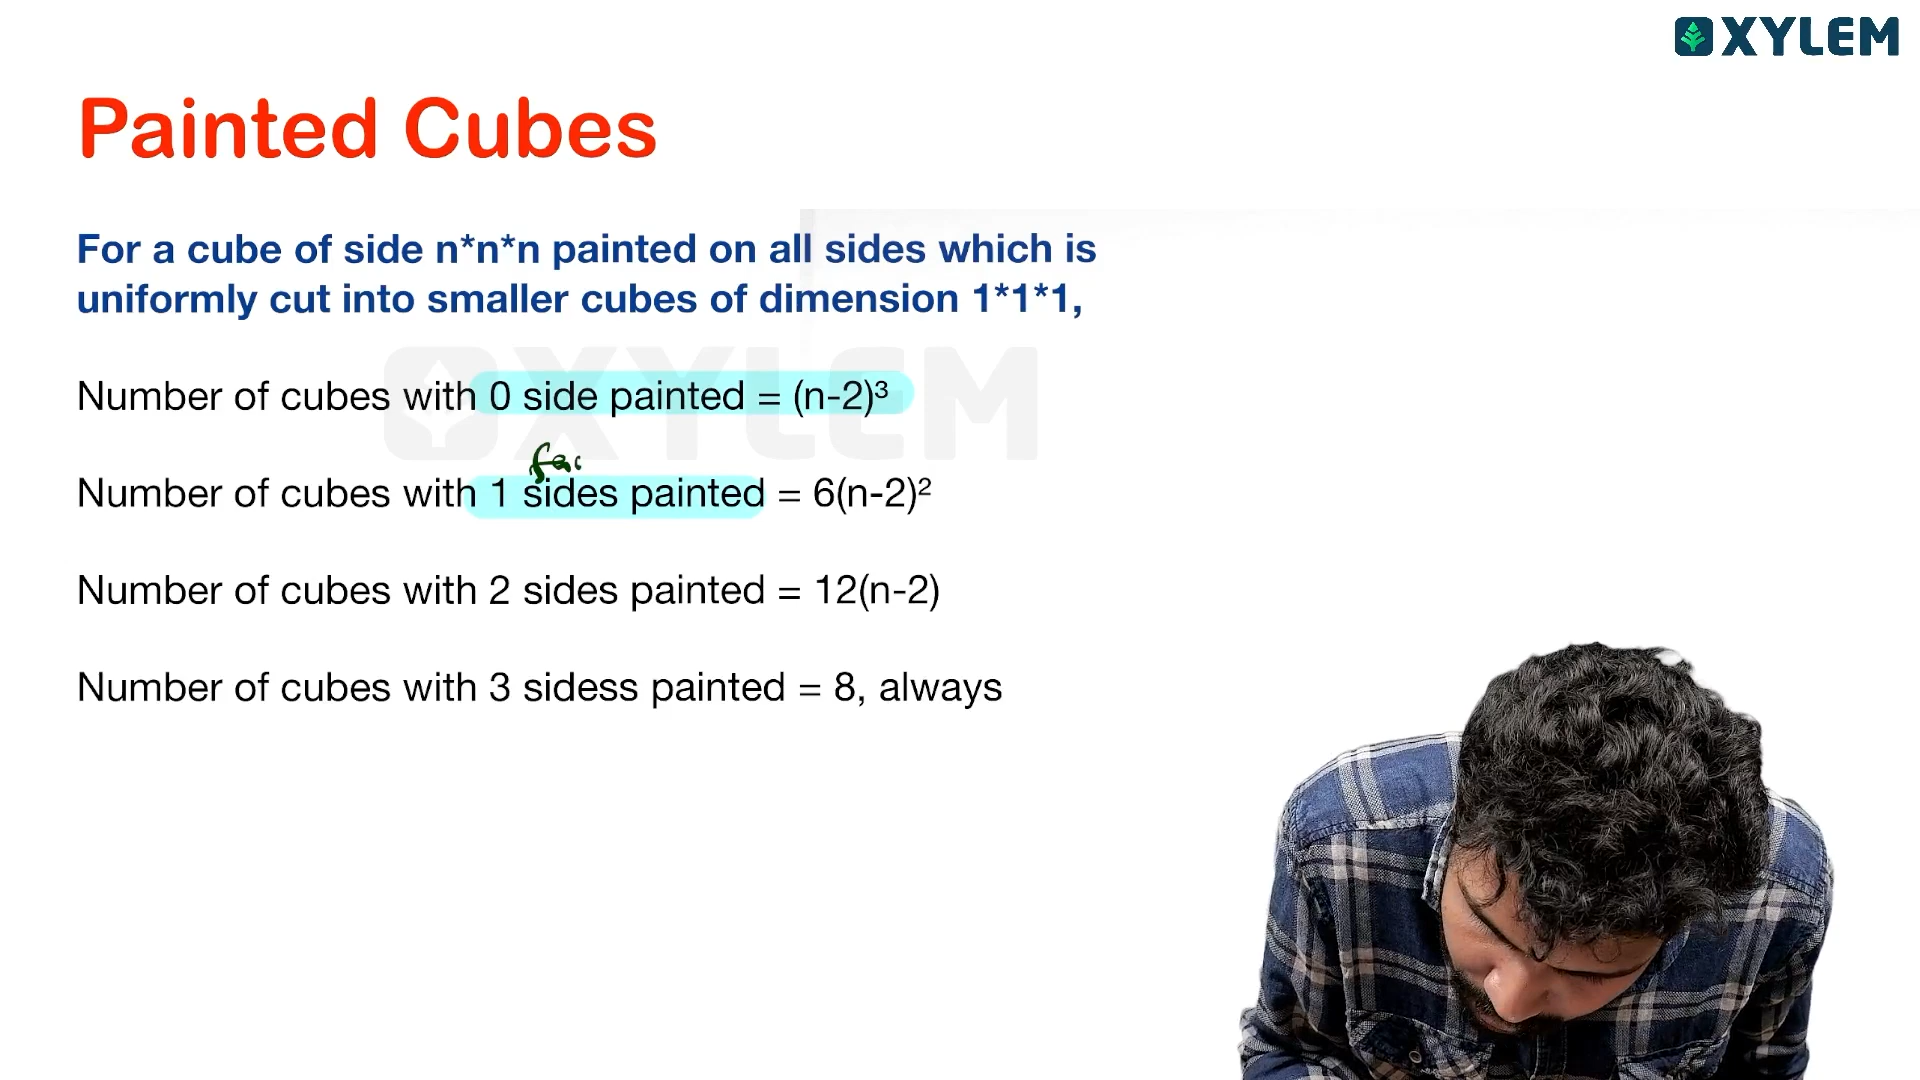 XYLEM
Painted Cubes
For a cube of side n*n*n painted on all sides which is
uniformly cut into smaller cubes of dimension 1*1*1,
XYLEM
Number of cubes with 0 side painted = (n-2)³
fac
Number of cubes with 1 sides painted = 6(n-2)²
Number of cubes with 2 sides painted = 12(n-2)
Number of cubes with 3 sidess painted = 8, always